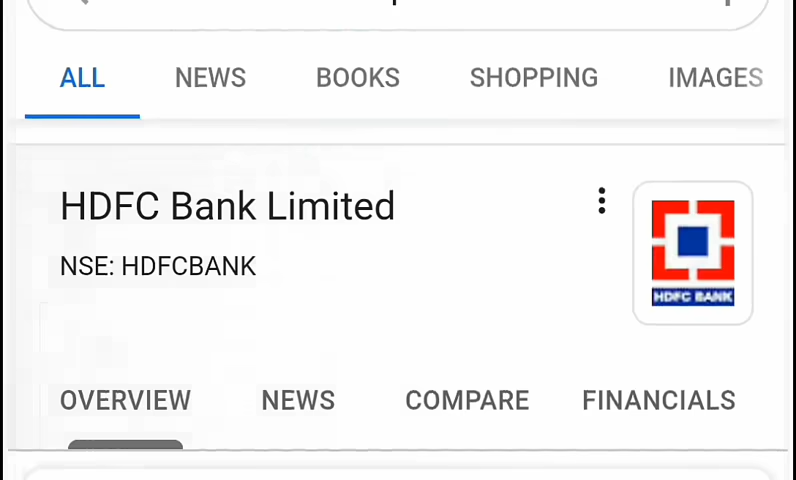 ALL NEWS BOOKS SHOPPING IMAGES
HDFC Bank Limited
NSE: HDFCBANK
HDFC BANK
OVERVIEW NEWS COMPARE FINANCIALS